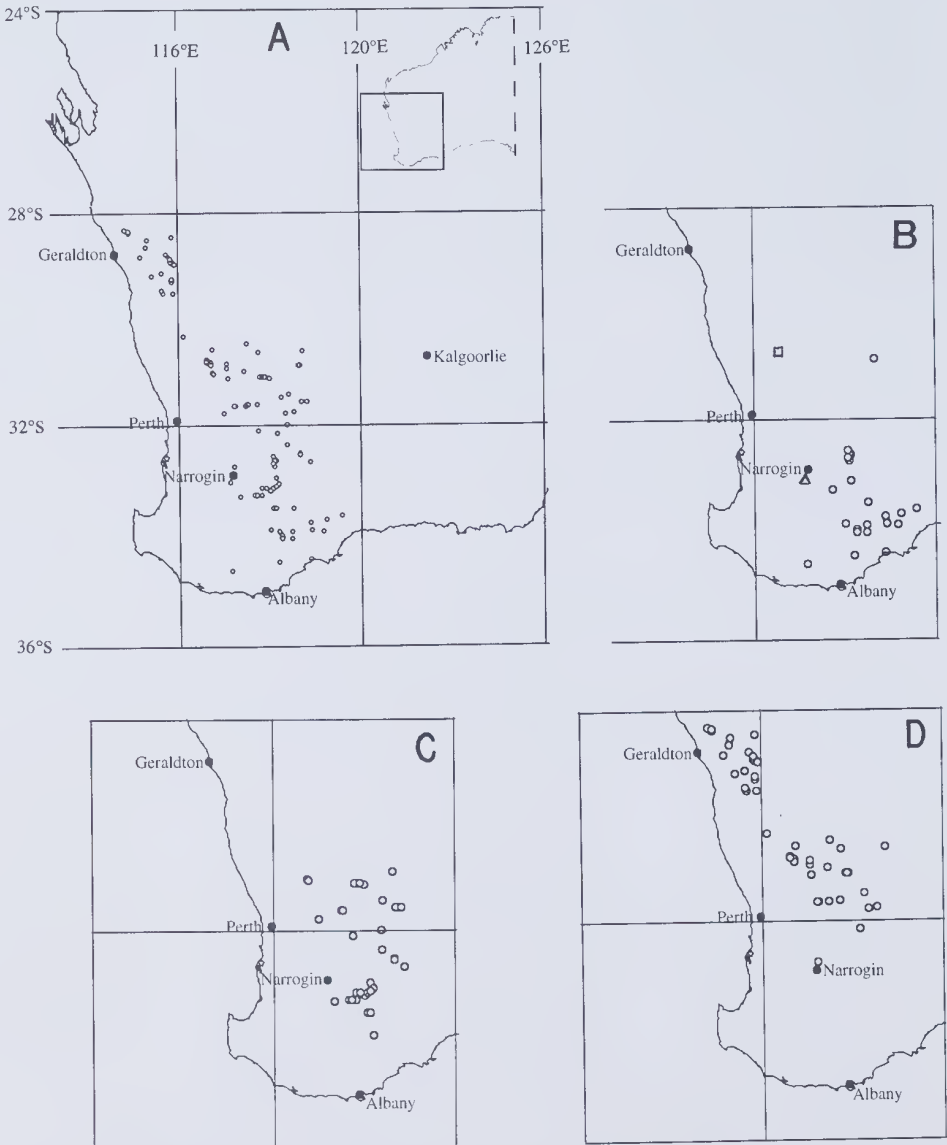 24°S
A
116°E
120°E
126°E
28°S
Geraldton
Kalgoorlie
Perth
32°S
Narrogin
Albany
36°S
B
Geraldton
Perth
Narrogin
Albany
C
Geraldton
Perth
Narrogin
Albany
D
Geraldton
Perth
Narrogin
Albany